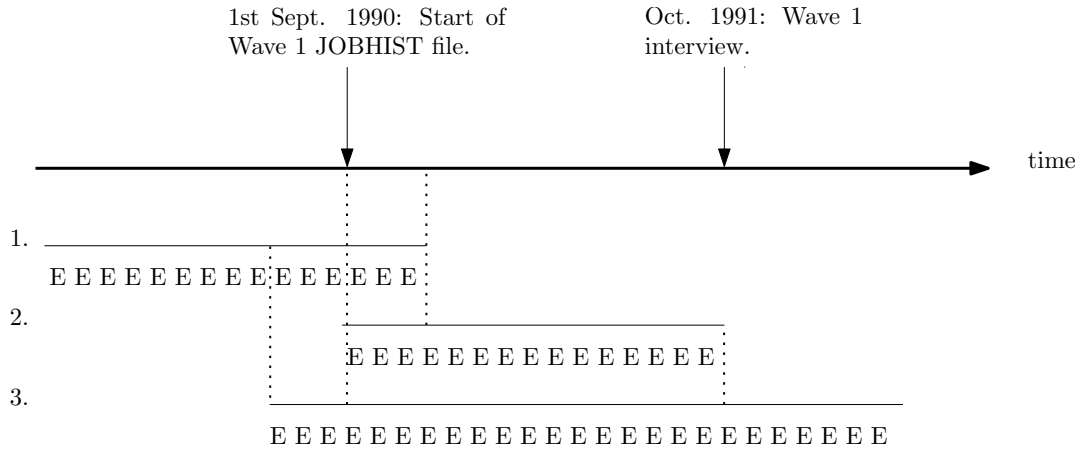 1st Sept. 1990: Start of
Wave 1 JOBHIST file.
Oct. 1991: Wave 1
interview.
time
1.
E E E E E E E E E E E E E E E
2.
E E E E E E E E E E E E E E E
3.
E E E E E E E E E E E E E E E E E E E E E E E E E